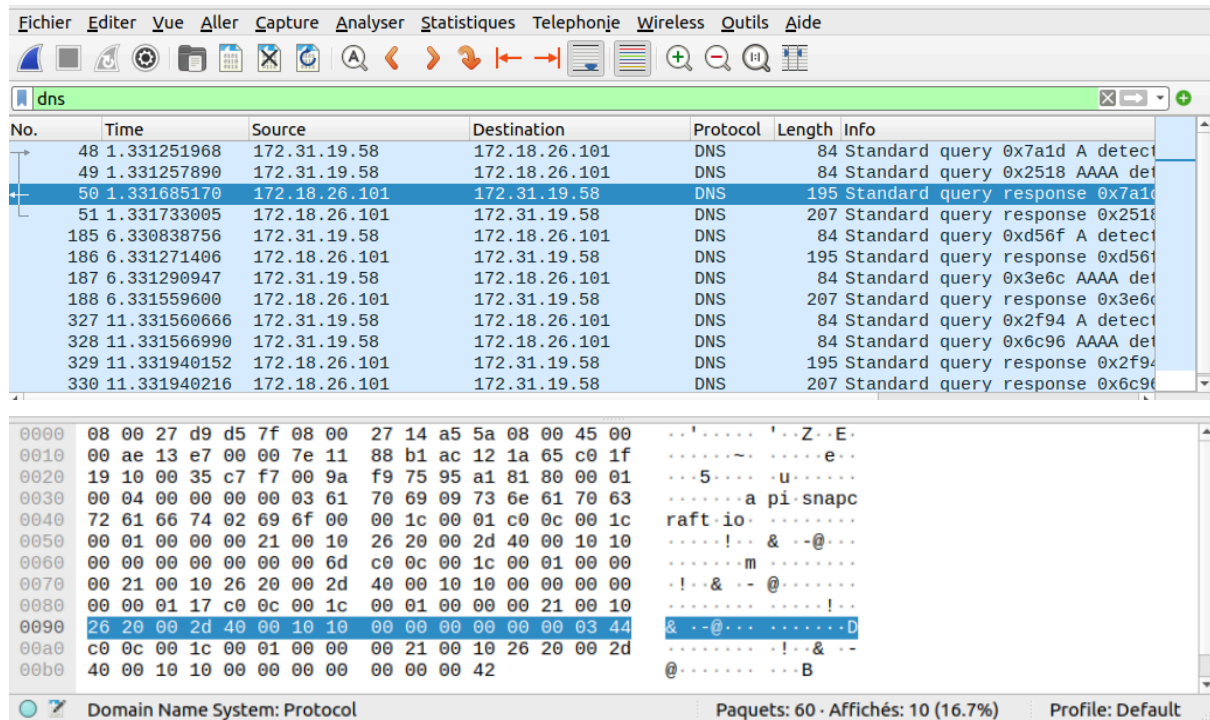 Fichier Editer Vue Aller Capture Analyser Statistiques Telephonie Wireless Outils Aide
dns
No. Time Source Destination Protocol Length Info
48 1.331251968 172.31.19.58 172.18.26.101 DNS 84 Standard query 0x7a1d A detect
49 1.331257890 172.31.19.58 172.18.26.101 DNS 84 Standard query 0x2518 AAAA det
50 1.331685170 172.18.26.101 172.31.19.58 DNS 195 Standard query response 0x7a1d
51 1.331733005 172.18.26.101 172.31.19.58 DNS 207 Standard query response 0x2518
185 6.330838756 172.31.19.58 172.18.26.101 DNS 84 Standard query 0xd56f A detect
186 6.331271406 172.18.26.101 172.31.19.58 DNS 195 Standard query response 0xd56f
187 6.331290947 172.31.19.58 172.18.26.101 DNS 84 Standard query 0x3e6c AAAA det
188 6.331559600 172.18.26.101 172.31.19.58 DNS 207 Standard query response 0x3e6c
327 11.331560666 172.31.19.58 172.18.26.101 DNS 84 Standard query 0x2f94 A detect
328 11.331566990 172.31.19.58 172.18.26.101 DNS 84 Standard query 0x6c96 AAAA det
329 11.331940152 172.18.26.101 172.31.19.58 DNS 195 Standard query response 0x2f94
330 11.331940216 172.18.26.101 172.31.19.58 DNS 207 Standard query response 0x6c96
0000 08 00 27 d9 d5 7f 08 00 27 14 a5 5a 08 00 45 00 ··'····· '··Z··E·
0010 00 ae 13 e7 00 00 7e 11 88 b1 ac 12 1a 65 c0 1f ······~· ·····e··
0020 19 10 00 35 c7 f7 00 9a f9 75 95 a1 81 80 00 01 ···5···· ·u······
0030 00 04 00 00 00 00 03 61 70 69 09 73 6e 61 70 63 ·······a pi·snapc
0040 72 61 66 74 02 69 6f 00 00 1c 00 01 c0 0c 00 1c raft·io· ········
0050 00 01 00 00 00 21 00 10 26 20 00 2d 40 00 10 10 ·····!·· & ·-@···
0060 00 00 00 00 00 00 00 6d c0 0c 00 1c 00 01 00 00 ·······m ········
0070 00 21 00 10 26 20 00 2d 40 00 10 10 00 00 00 00 ·!··& ·- @·······
0080 00 00 01 17 c0 0c 00 1c 00 01 00 00 00 21 00 10 ········ ·····!··
0090 26 20 00 2d 40 00 10 10 00 00 00 00 00 00 03 44 & ·-@··· ·······D
00a0 c0 0c 00 1c 00 01 00 00 00 21 00 10 26 20 00 2d ········ ·!··& ·-
00b0 40 00 10 10 00 00 00 00 00 00 00 42 @······· ···B
Domain Name System: Protocol Paquets: 60 · Affichés: 10 (16.7%) Profile: Default